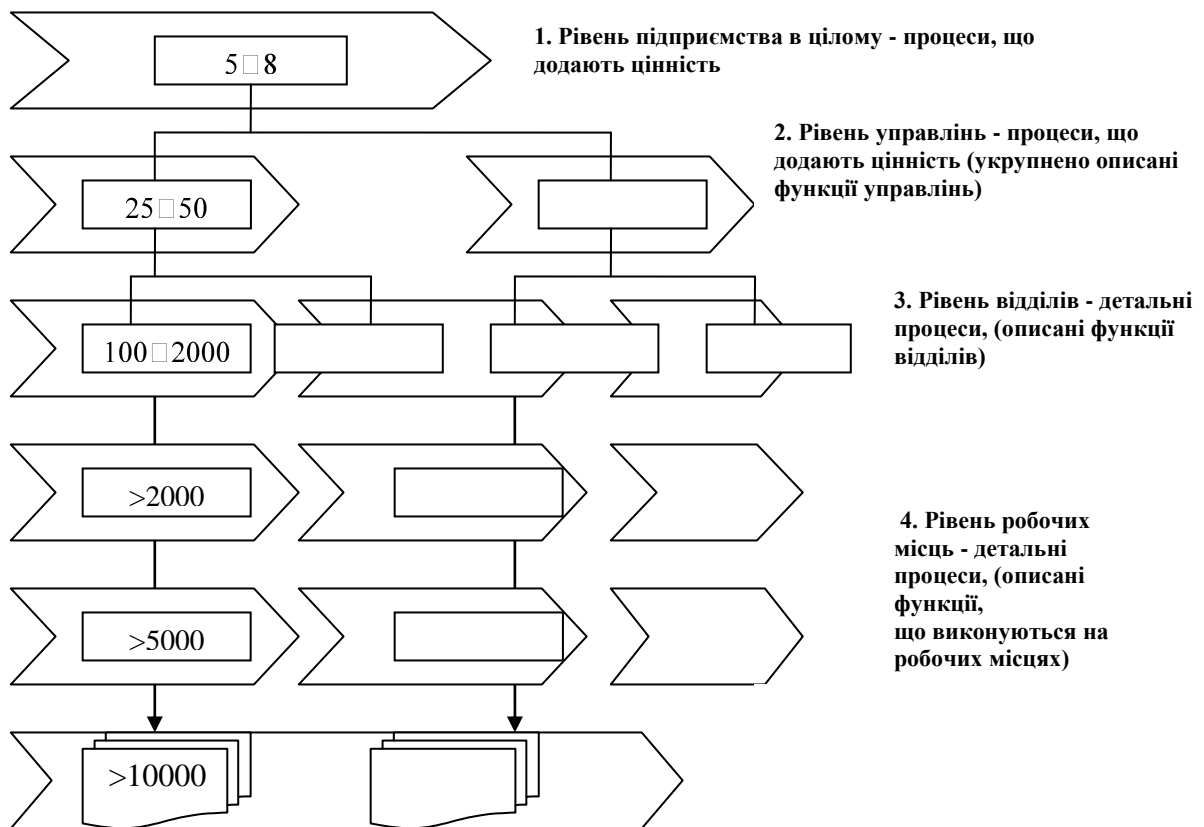 1. Рівень підприємства в цілому - процеси, що
додають цінність
5□8
2. Рівень управлінь - процеси, що
додають цінність (укрупнено описані
функції управлінь)
25□50
3. Рівень відділів - детальні
процеси, (описані функції
відділів)
100□2000
>2000
4. Рівень робочих
місць - детальні
процеси, (описані
функції,
що виконуються на
робочих місцях)
>5000
>10000